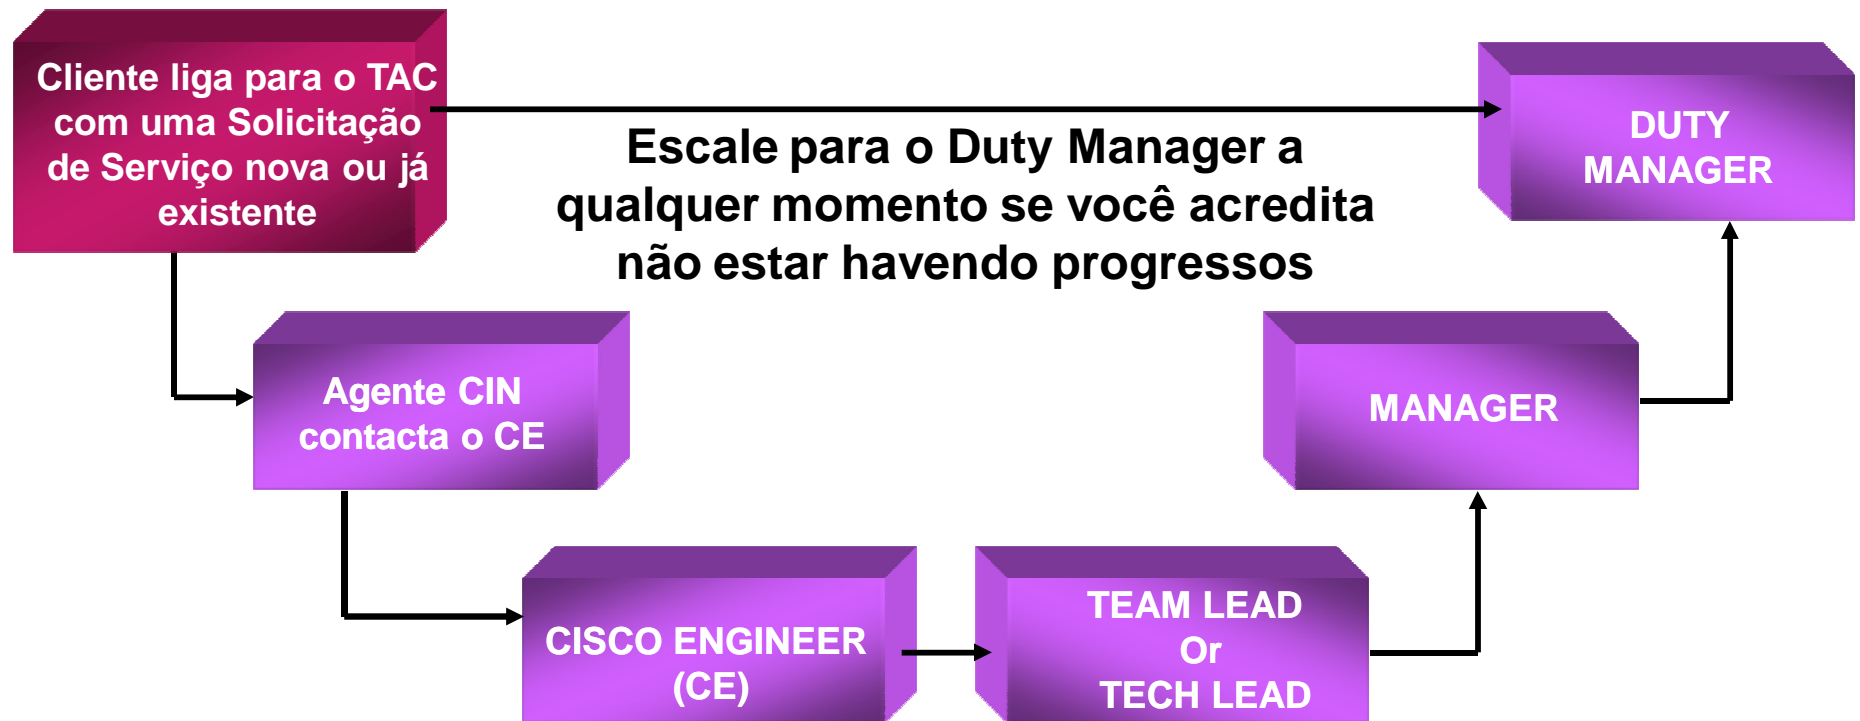 Cliente liga para o TAC
com uma Solicitação
de Serviço nova ou já
existente
Escale para o Duty Manager a
qualquer momento se você acredita
não estar havendo progressos
DUTY
MANAGER
Agente CIN
contacta o CE
MANAGER
CISCO ENGINEER
(CE)
TEAM LEAD
Or
TECH LEAD